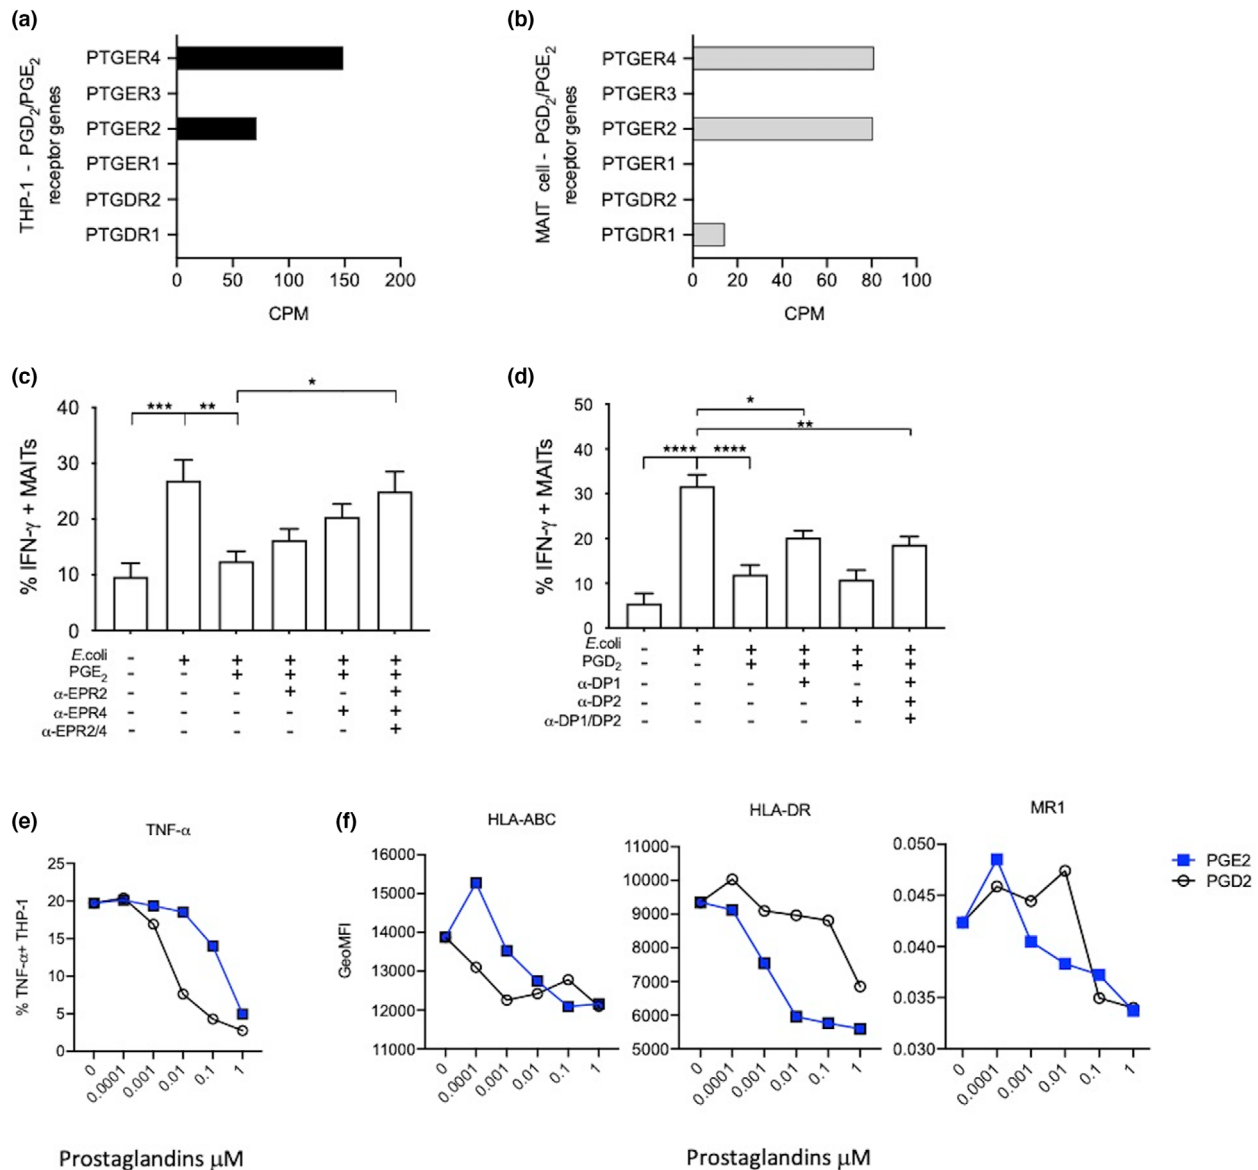 (a)
THP-1 - PGD2/PGE2
receptor genes
PTGER4
PTGER3
PTGER2
PTGER1
PTGDR2
PTGDR1
0 50 100 150 200
CPM
(b)
MAIT cell - PGD2/PGE2
receptor genes
PTGER4
PTGER3
PTGER2
PTGER1
PTGDR2
PTGDR1
0 20 40 60 80 100
CPM
(c)
% IFN-γ + MAITs
40
30
20
10
0
*
*** **
E.coli - + + + + +
PGE2 - - + + + +
α-EPR2 - - - + - +
α-EPR4 - - - - + +
α-EPR2/4 - - - - - +
(d)
% IFN-γ + MAITs
50
40
30
20
10
0
*
**
**** ****
E.coli - + + + + +
PGD2 - - + + + +
α-DP1 - - - + - +
α-DP2 - - - - + +
α-DP1/DP2 - - - - - +
(e)
TNF-α
% TNF-α+ THP-1
25
20
15
10
5
0
0 0.0001 0.001 0.01 0.1 1
Prostaglandins μM
(f)
HLA-ABC
GeoMFI
16000
15000
14000
13000
12000
11000
0 0.0001 0.001 0.01 0.1 1
HLA-DR
11000
10000
9000
8000
7000
6000
5000
0 0.0001 0.001 0.01 0.1 1
MR1
0.050
0.045
0.040
0.035
0.030
0 0.0001 0.001 0.01 0.1 1
PGE2
PGD2
Prostaglandins μM